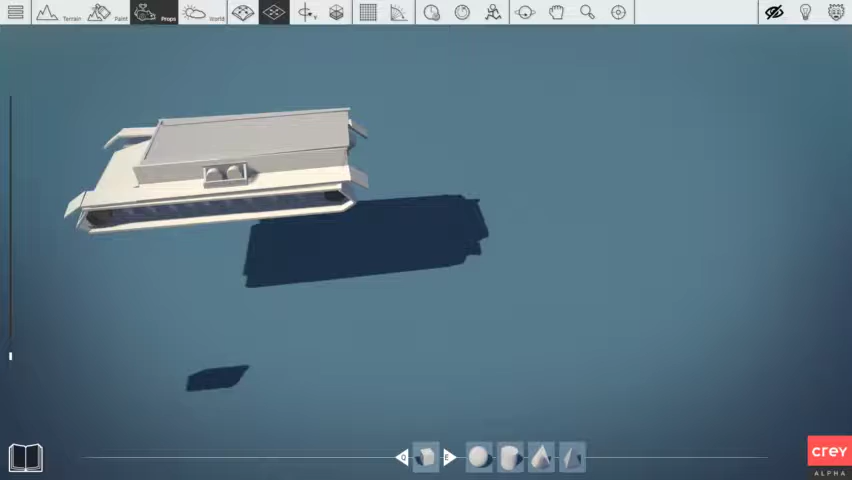 Terrain
Paint
Props
World
Y
Q
E
crey
ALPHA